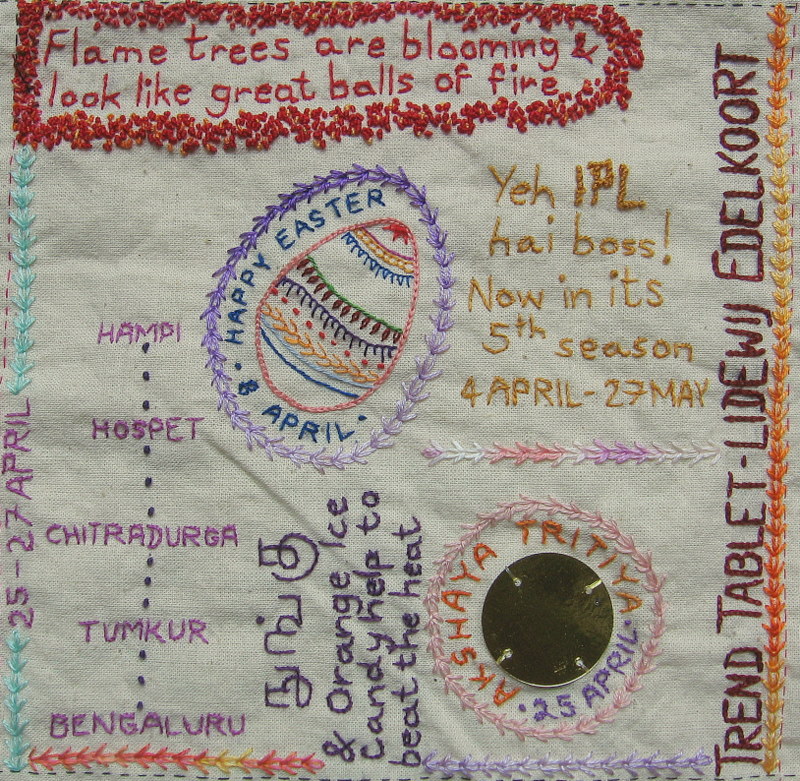 Flame trees are blooming &
look like great balls of fire
• HAPPY EASTER
8 APRIL •
Yeh IPL
hai boss!
Now in its
5th season
4 APRIL - 27 MAY
TREND TABLET - LIDEWIJ EDELKOORT
25 - 27 APRIL
HAMPI
HOSPET
CHITRADURGA
TUMKUR
BENGALURU
நுங்கு
& Orange Ice
Candy help to
beat the heat
AKSHAYA TRITIYA
• 25 APRIL •